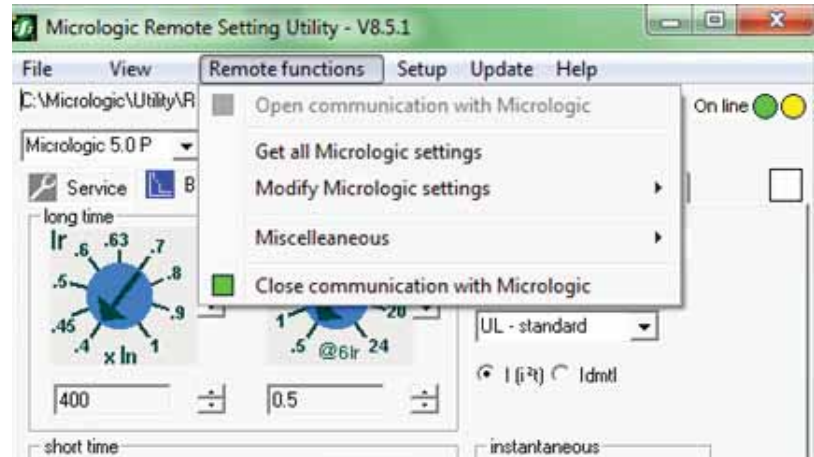 Micrologic Remote Setting Utility - V8.5.1
File View Remote functions Setup Update Help
C:\Micrologic\Utility\R
Open communication with Micrologic
On line
Micrologic 5.0 P
Get all Micrologic settings
Service B
Modify Micrologic settings
long time
Ir .4 .45 .5 .6 .63 .7 .8 .9 1
x In
Miscelleaneous
Close communication with Micrologic
.5 1 20 24
@6Ir
UL - standard
I (i²t) Idmtl
400
0.5
short time
instantaneous